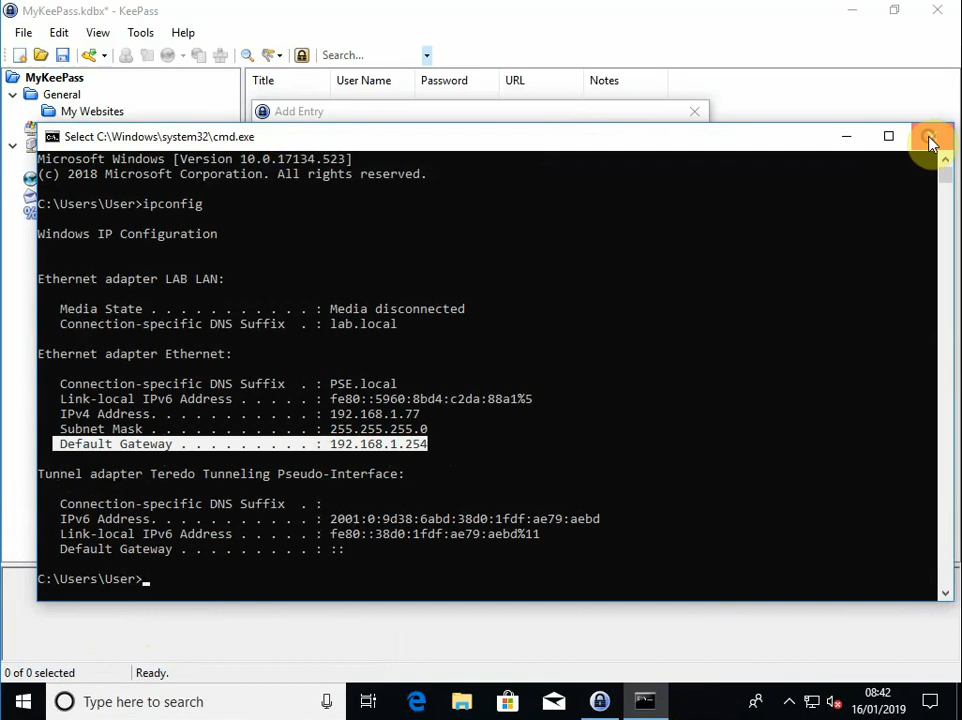 MyKeePass.kdbx* - KeePass
File Edit View Tools Help
Search...
MyKeePass
General
My Websites
Title User Name Password URL Notes
Add Entry
Select C:\Windows\system32\cmd.exe
Microsoft Windows [Version 10.0.17134.523]
(c) 2018 Microsoft Corporation. All rights reserved.
C:\Users\User>ipconfig
Windows IP Configuration
Ethernet adapter LAB LAN:
Media State . . . . . . . . . . . : Media disconnected
Connection-specific DNS Suffix  . : lab.local
Ethernet adapter Ethernet:
Connection-specific DNS Suffix  . : PSE.local
Link-local IPv6 Address . . . . . : fe80::5960:8bd4:c2da:88a1%5
IPv4 Address. . . . . . . . . . . : 192.168.1.77
Subnet Mask . . . . . . . . . . . : 255.255.255.0
Default Gateway . . . . . . . . . : 192.168.1.254
Tunnel adapter Teredo Tunneling Pseudo-Interface:
Connection-specific DNS Suffix  . :
IPv6 Address. . . . . . . . . . . : 2001:0:9d38:6abd:38d0:1fdf:ae79:aebd
Link-local IPv6 Address . . . . . : fe80::38d0:1fdf:ae79:aebd%11
Default Gateway . . . . . . . . . : ::
C:\Users\User>
0 of 0 selected Ready.
Type here to search
08:42
16/01/2019